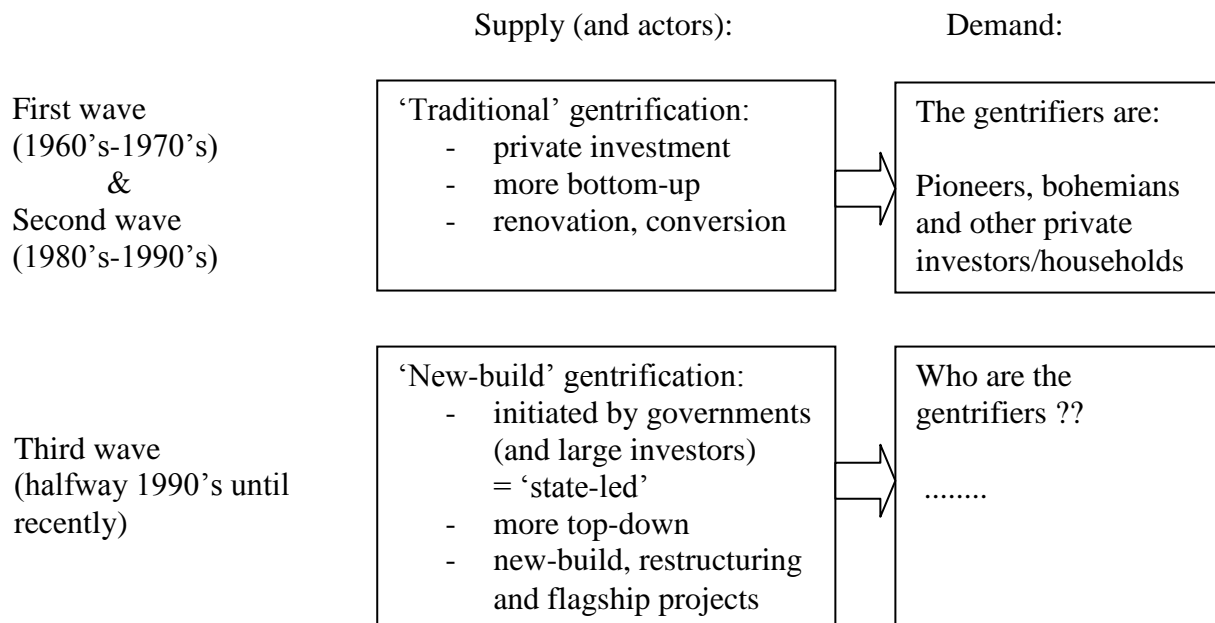 Supply (and actors):
Demand:
First wave
(1960’s-1970’s)
&
Second wave
(1980’s-1990’s)
‘Traditional’ gentrification:
- private investment
- more bottom-up
- renovation, conversion
The gentrifiers are:
Pioneers, bohemians
and other private
investors/households
Third wave
(halfway 1990’s until
recently)
‘New-build’ gentrification:
- initiated by governments
(and large investors)
= ‘state-led’
- more top-down
- new-build, restructuring
and flagship projects
Who are the
gentrifiers ??
........